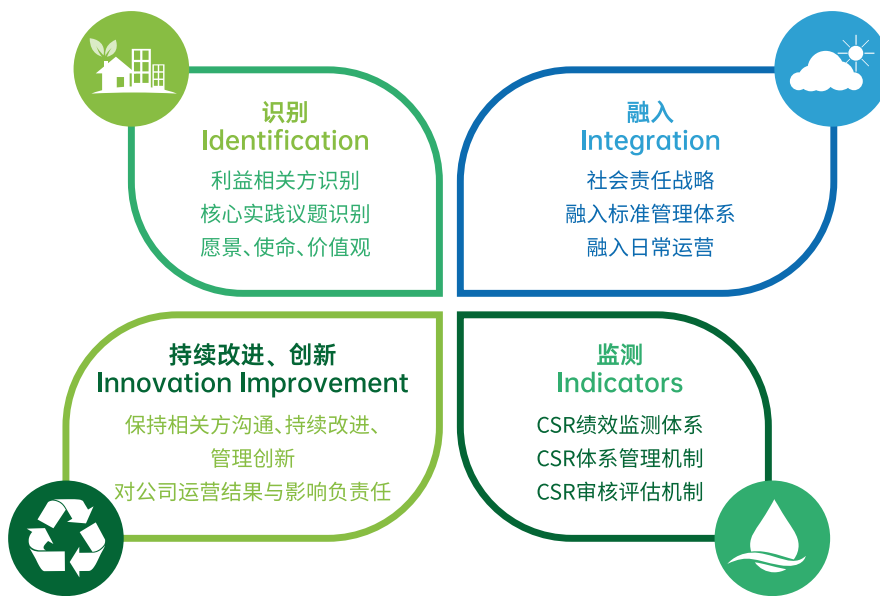 识别
Identification
利益相关方识别
核心实践议题识别
愿景、使命、价值观
融入
Integration
社会责任战略
融入标准管理体系
融入日常运营
持续改进、创新
Innovation Improvement
保持相关方沟通、持续改进、
管理创新
对公司运营结果与影响负责任
监测
Indicators
CSR绩效监测体系
CSR体系管理机制
CSR审核评估机制